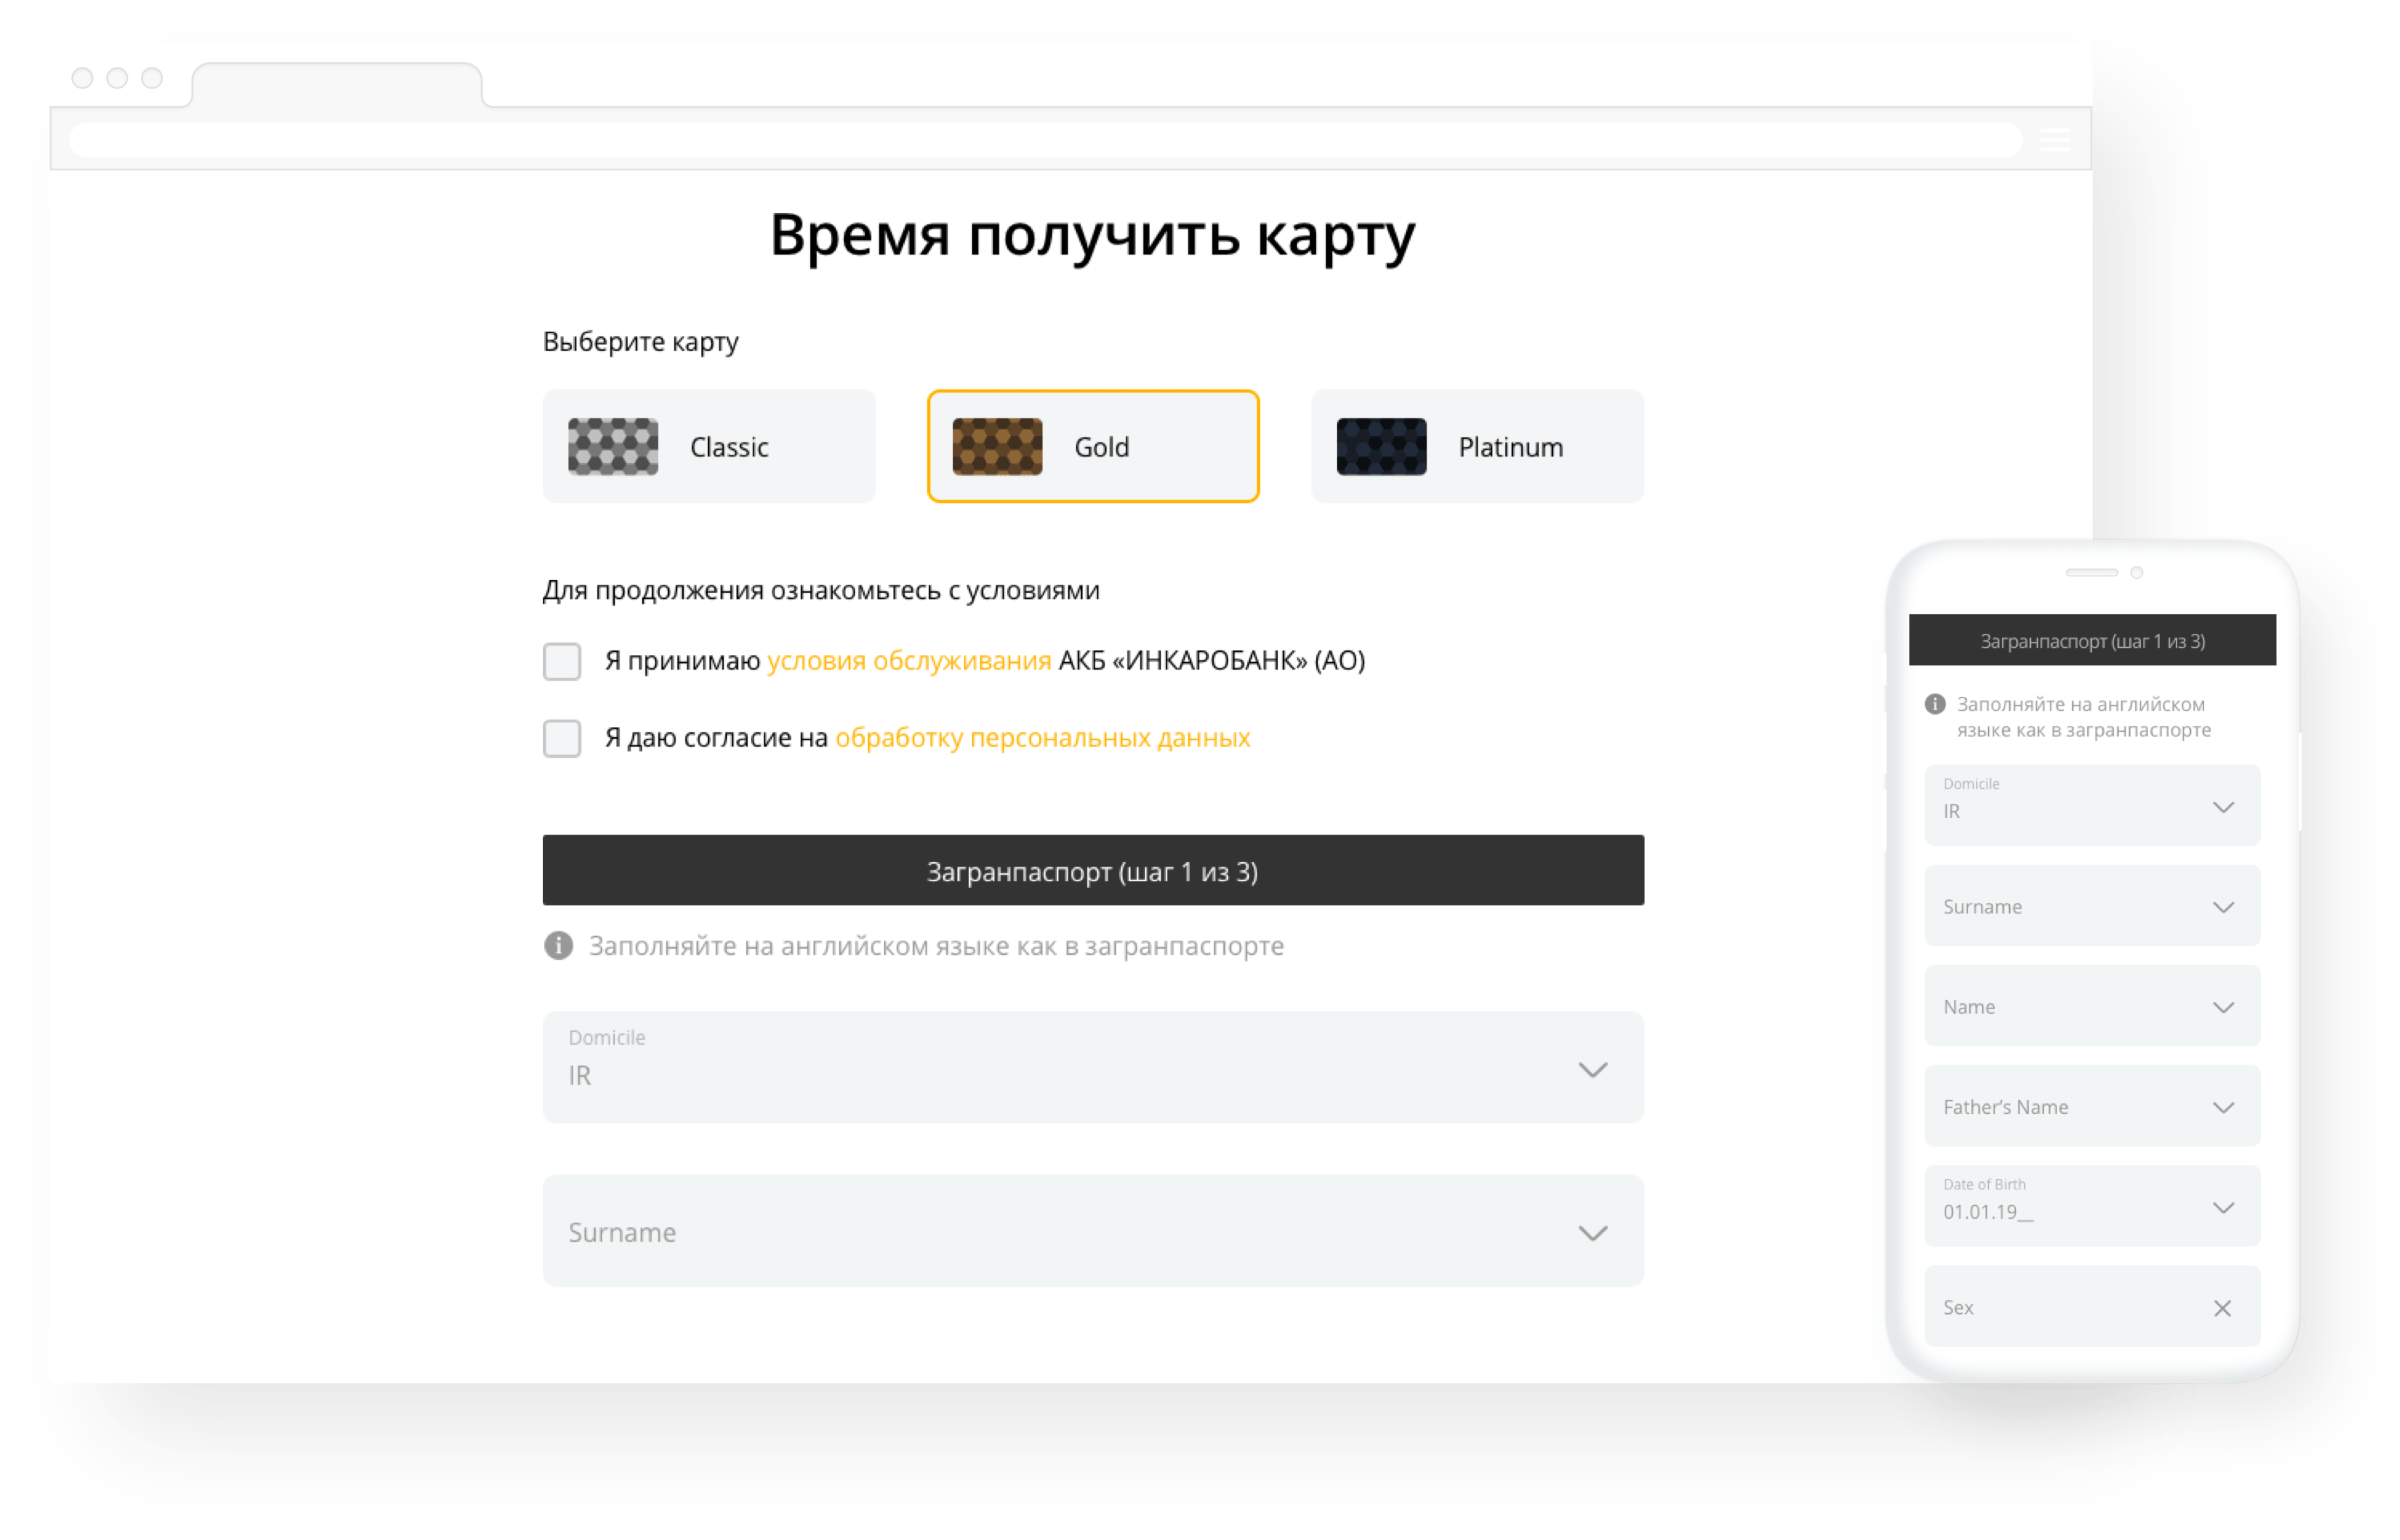 Время получить карту
Выберите карту
Classic
Gold
Platinum
Для продолжения ознакомьтесь с условиями
Я принимаю условия обслуживания АКБ «ИНКАРОБАНК» (АО)
Я даю согласие на обработку персональных данных
Загранпаспорт (шаг 1 из 3)
Заполняйте на английском языке как в загранпаспорте
Domicile
IR
Surname
Загранпаспорт (шаг 1 из 3)
Заполняйте на английском
языке как в загранпаспорте
Domicile
IR
Surname
Name
Father’s Name
Date of Birth
01.01.19__
Sex